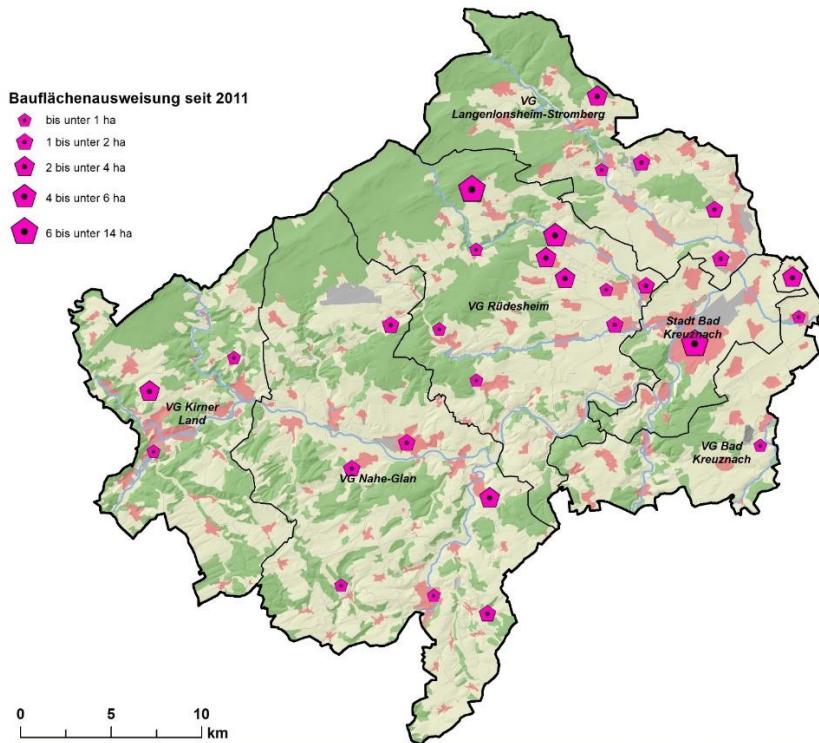 Bauflächenausweisung seit 2011
bis unter 1 ha
1 bis unter 2 ha
2 bis unter 4 ha
4 bis unter 6 ha
6 bis unter 14 ha
VG
Langenlonsheim-Stromberg
VG Rüdesheim
Stadt Bad
Kreuznach
VG Kirner
Land
VG Bad
Kreuznach
VG Nahe-Glan
0 5 10
km